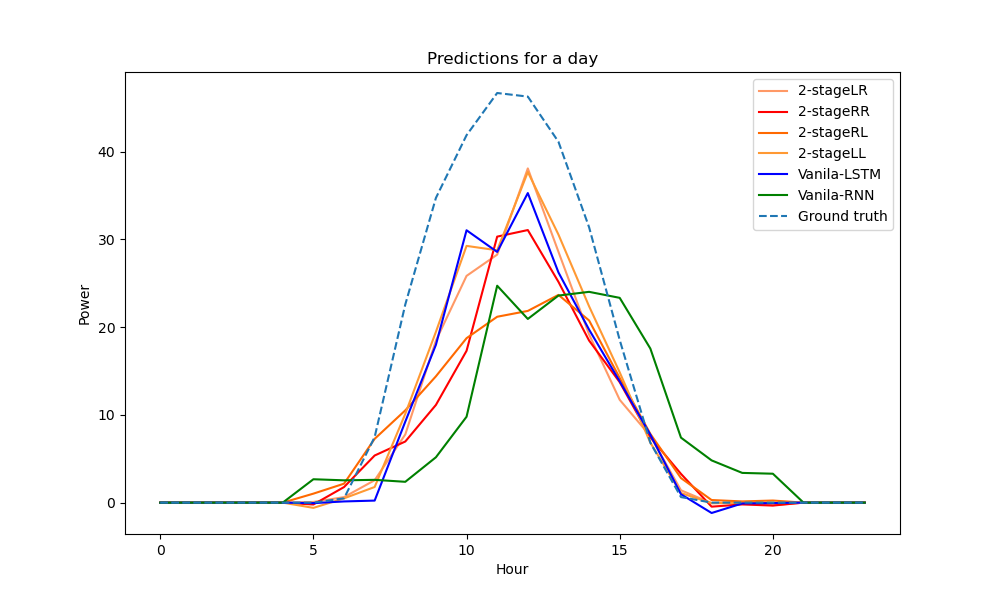 Predictions for a day
2-stageLR
2-stageRR
2-stageRL
2-stageLL
Vanila-LSTM
Vanila-RNN
Ground truth
40
30
20
10
0
Power
0 5 10 15 20
Hour